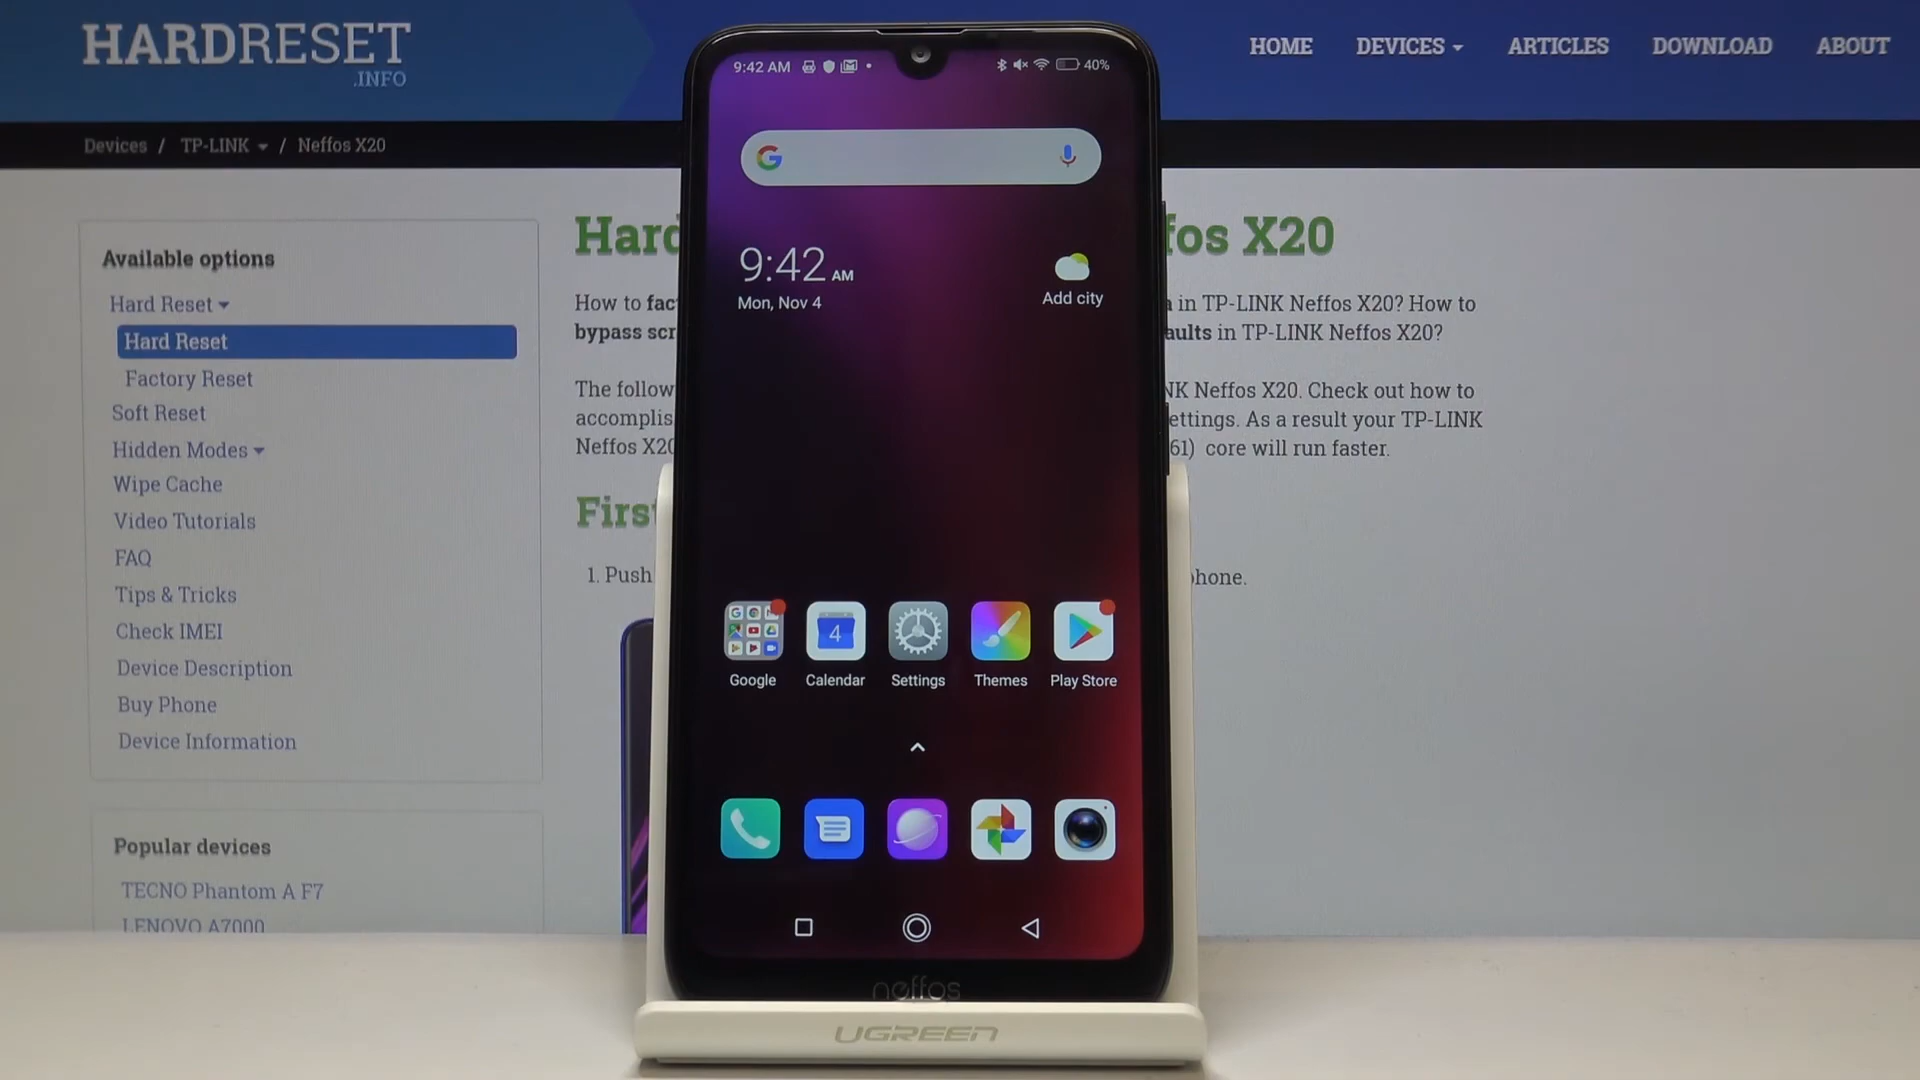 HARDRESET
.INFO
HOME DEVICES ARTICLES DOWNLOAD ABOUT
Devices / TP-LINK / Neffos X20
Available options
Hard Reset
Hard Reset
Factory Reset
Soft Reset
Hidden Modes
Wipe Cache
Video Tutorials
FAQ
Tips & Tricks
Check IMEI
Device Description
Buy Phone
Device Information
Popular devices
TECNO Phantom A F7
LENOVO A7000
Hard fos X20
How to fac in TP-LINK Neffos X20? How to
bypass scr aults in TP-LINK Neffos X20?
The follow NK Neffos X20. Check out how to
accomplis ettings. As a result your TP-LINK
Neffos X20 61) core will run faster.
First
1. Push phone.
9:42 AM 40%
9:42 AM
Mon, Nov 4
Add city
4
Google Calendar Settings Themes Play Store
neffos
UGREEN